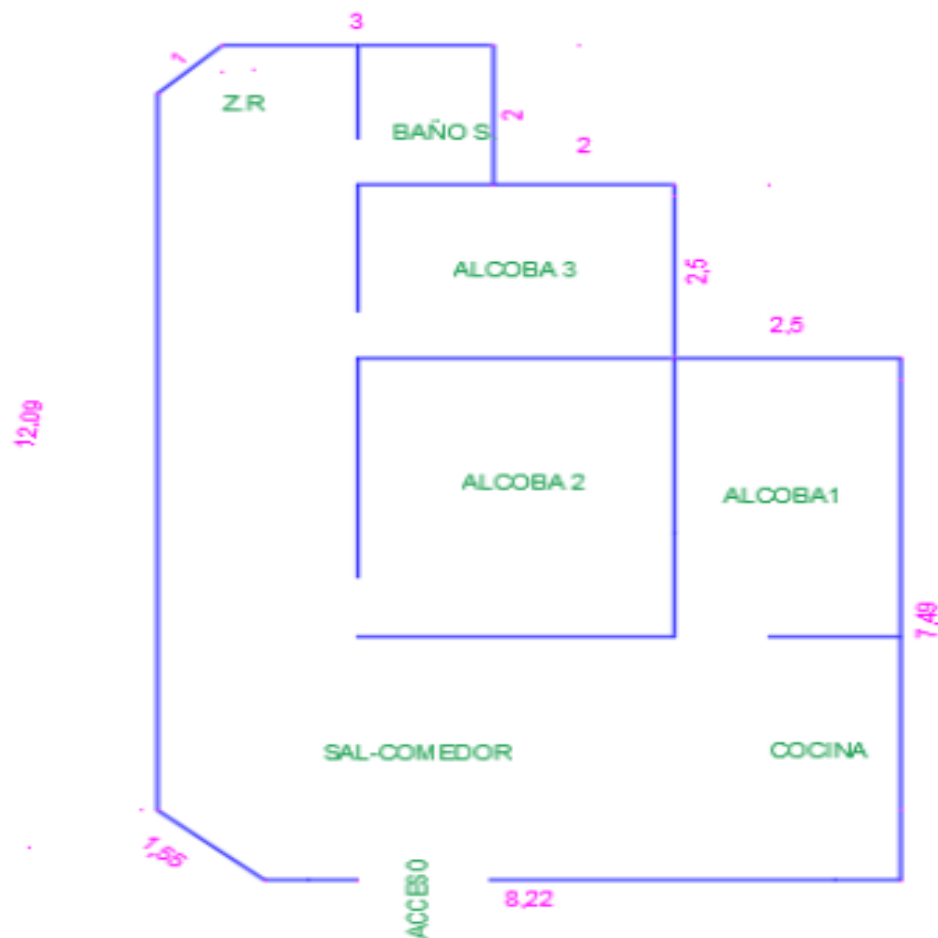 3
1
Z.R
BAÑO S.
2
2
ALCOBA 3
2,5
2,5
12,09
ALCOBA 2
ALCOBA1
7,49
SAL-COMEDOR
COCINA
1,55
ACCESO
8,22